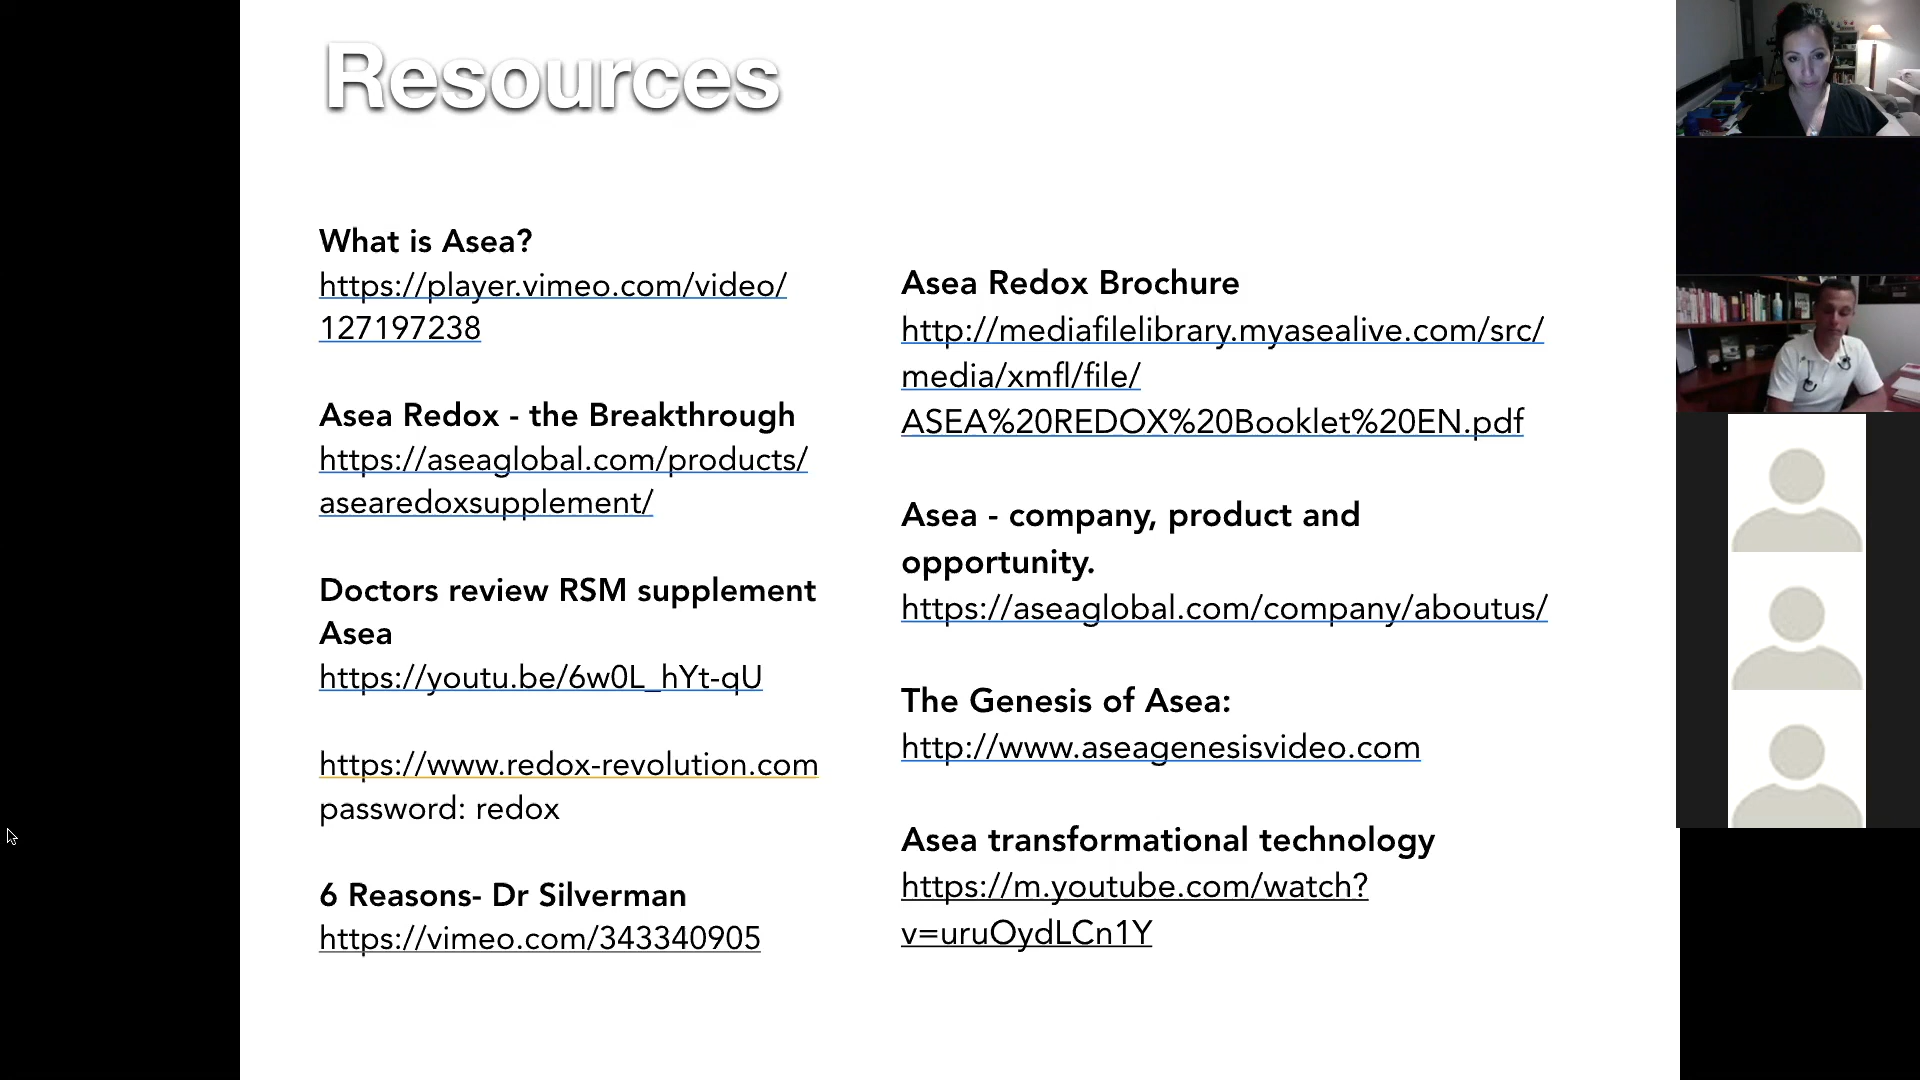 Resources
What is Asea?
https://player.vimeo.com/video/
127197238
Asea Redox - the Breakthrough
https://aseaglobal.com/products/
asearedoxsupplement/
Doctors review RSM supplement
Asea
https://youtu.be/6w0L_hYt-qU
https://www.redox-revolution.com
password: redox
6 Reasons- Dr Silverman
https://vimeo.com/343340905
Asea Redox Brochure
http://mediafilelibrary.myasealive.com/src/
media/xmfl/file/
ASEA%20REDOX%20Booklet%20EN.pdf
Asea - company, product and
opportunity.
https://aseaglobal.com/company/aboutus/
The Genesis of Asea:
http://www.aseagenesisvideo.com
Asea transformational technology
https://m.youtube.com/watch?
v=uruOydLCn1Y